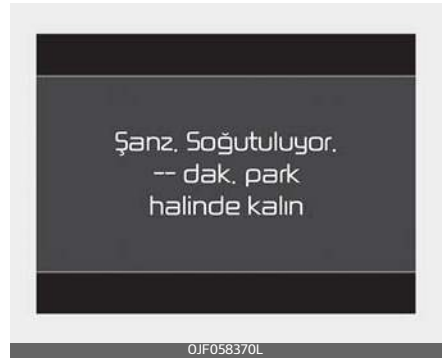 Şanz. Soğutuluyor.
-- dak. park
halinde kalın
OJF058370L